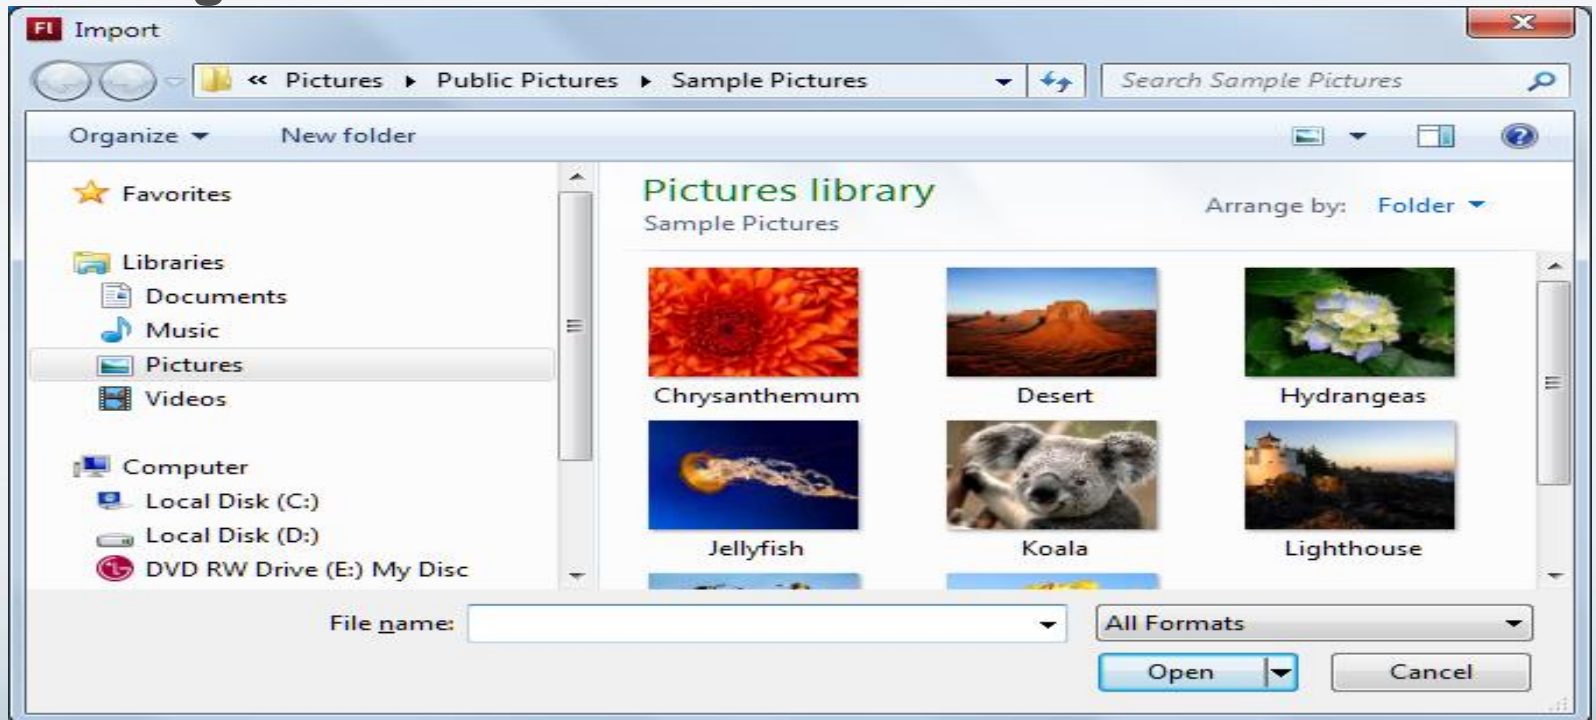 Fl Import
« Pictures ▸ Public Pictures ▸ Sample Pictures
Search Sample Pictures
Organize
New folder
Favorites
Libraries
Documents
Music
Pictures
Videos
Computer
Local Disk (C:)
Local Disk (D:)
DVD RW Drive (E:) My Disc
Pictures library
Sample Pictures
Arrange by: Folder
Chrysanthemum
Desert
Hydrangeas
Jellyfish
Koala
Lighthouse
File name:
All Formats
Open
Cancel